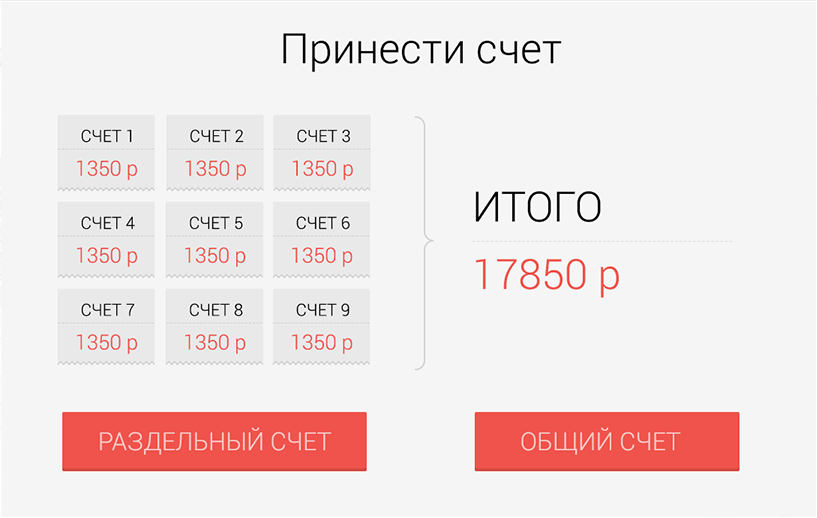 Принести счет
СЧЕТ 1 СЧЕТ 2 СЧЕТ 3
1350 р 1350 р 1350 р
СЧЕТ 4 СЧЕТ 5 СЧЕТ 6
1350 р 1350 р 1350 р
СЧЕТ 7 СЧЕТ 8 СЧЕТ 9
1350 р 1350 р 1350 р
ИТОГО
17850 р
РАЗДЕЛЬНЫЙ СЧЕТ
ОБЩИЙ СЧЕТ